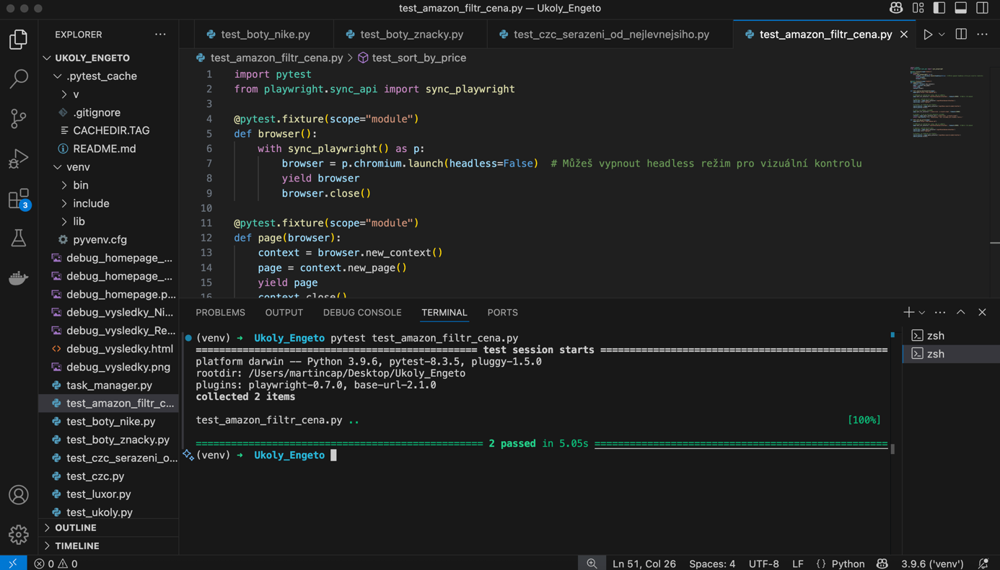 test_amazon_filtr_cena.py — Ukoly_Engeto
EXPLORER
UKOLY_ENGETO
.pytest_cache
v
.gitignore
CACHEDIR.TAG
README.md
venv
bin
include
lib
pyvenv.cfg
debug_homepage_...
debug_homepage_...
debug_homepage.p...
debug_vysledky_Ni...
debug_vysledky_Re...
debug_vysledky.html
debug_vysledky.png
task_manager.py
test_amazon_filtr_c...
test_boty_nike.py
test_boty_znacky.py
test_czc_serazeni_o...
test_czc.py
test_luxor.py
test_ukoly.py
OUTLINE
TIMELINE
3
test_boty_nike.py test_boty_znacky.py test_czc_serazeni_od_nejlevnejsiho.py test_amazon_filtr_cena.py
test_amazon_filtr_cena.py > test_sort_by_price
1 import pytest
2 from playwright.sync_api import sync_playwright
3
4 @pytest.fixture(scope="module")
5 def browser():
6 with sync_playwright() as p:
7 browser = p.chromium.launch(headless=False) # Můžeš vypnout headless režim pro vizuální kontrolu
8 yield browser
9 browser.close()
10
11 @pytest.fixture(scope="module")
12 def page(browser):
13 context = browser.new_context()
14 page = context.new_page()
15 yield page
16 context.close()
PROBLEMS OUTPUT DEBUG CONSOLE TERMINAL PORTS
(venv) → Ukoly_Engeto pytest test_amazon_filtr_cena.py
================================================ test session starts =================================================
platform darwin -- Python 3.9.6, pytest-8.3.5, pluggy-1.5.0
rootdir: /Users/martincap/Desktop/Ukoly_Engeto
plugins: playwright-0.7.0, base-url-2.1.0
collected 2 items
test_amazon_filtr_cena.py .. [100%]
================================================= 2 passed in 5.05s ==================================================
(venv) → Ukoly_Engeto
zsh
zsh
0 0 Ln 51, Col 26 Spaces: 4 UTF-8 LF {} Python 3.9.6 ('venv')